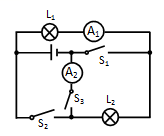 L₁ A₁
S₁
A₂
S₃
S₂ L₂